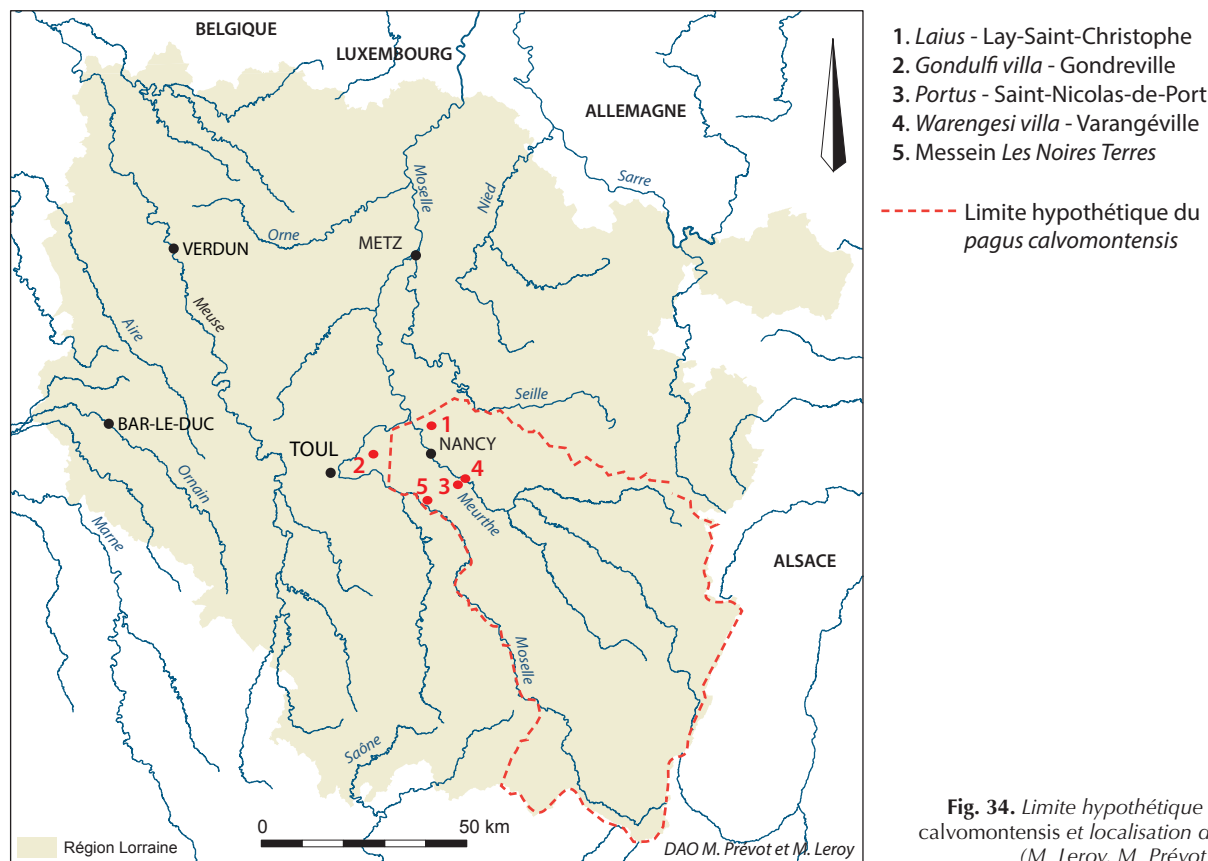 BELGIQUE
LUXEMBOURG
ALLEMAGNE
Sarre
Moselle
Nied
Orne
METZ
VERDUN
Meuse
Aire
Seille
BAR-LE-DUC
1
NANCY
TOUL
2
4
3
5
Ornain
Meurthe
Marne
ALSACE
Moselle
Saône
0 50 km
Région Lorraine
DAO M. Prévot et M. Leroy
1. Laius - Lay-Saint-Christophe
2. Gondulfi villa - Gondreville
3. Portus - Saint-Nicolas-de-Port
4. Warengesi villa - Varangéville
5. Messein Les Noires Terres
Limite hypothétique du
pagus calvomontensis
Fig. 34. Limite hypothétique
calvomontensis et localisation d
(M. Leroy, M. Prévot